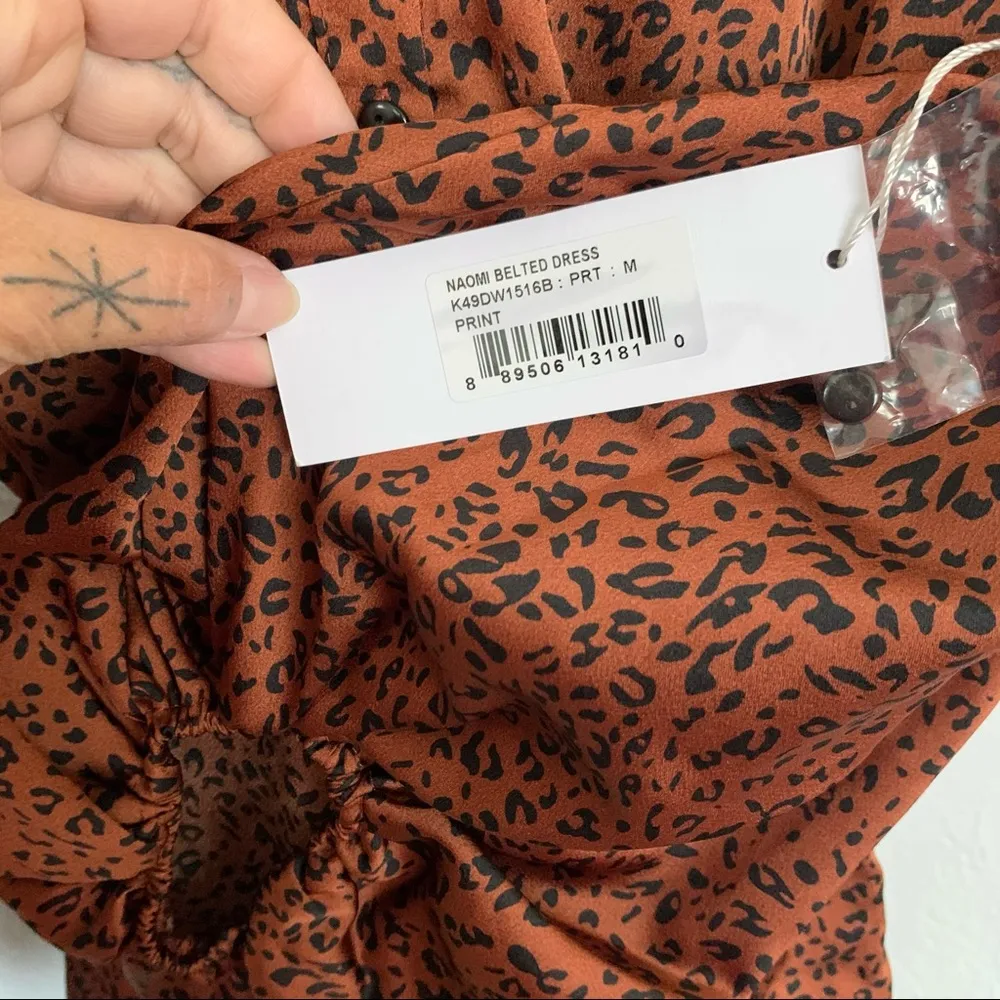 NAOMI BELTED DRESS
K49DW1516B : PRT : M
PRINT
8 89506 13181 0